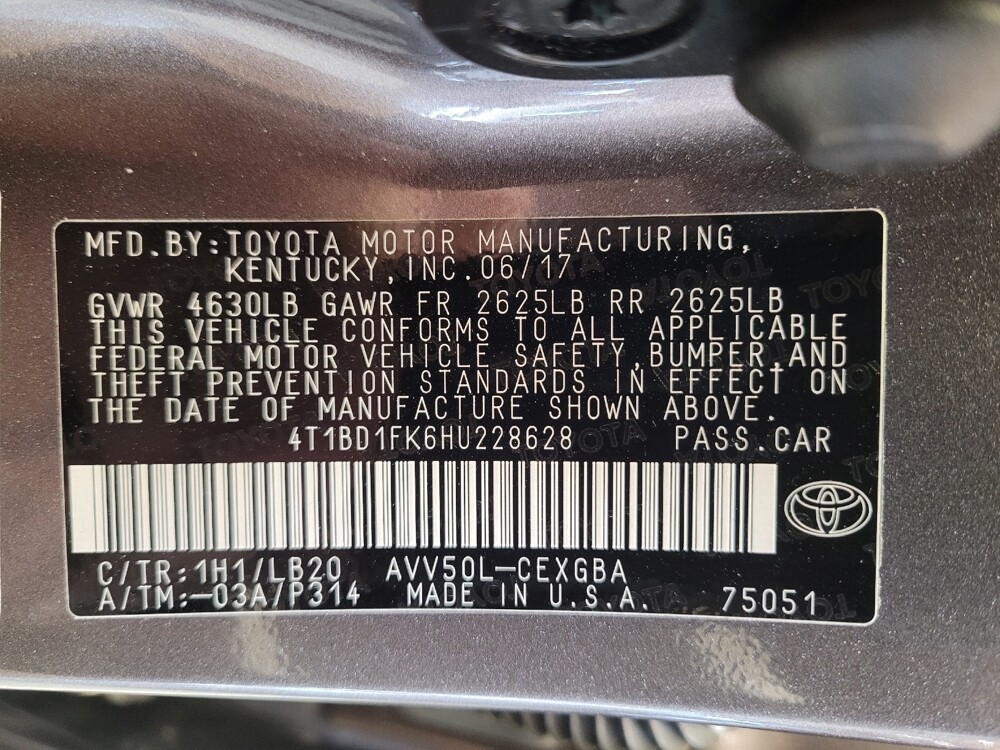 MFD.BY:TOYOTA MOTOR MANUFACTURING,
KENTUCKY,INC.06/17
GVWR 4630LB GAWR FR 2625LB RR 2625LB
THIS VEHICLE CONFORMS TO ALL APPLICABLE
FEDERAL MOTOR VEHICLE SAFETY,BUMPER,AND
THEFT PREVENTION STANDARDS IN EFFECT ON
THE DATE OF MANUFACTURE SHOWN ABOVE.
4T1BD1FK6HU228628 PASS.CAR
C/TR:1H1/LB20 AVV50L-CEXGBA
A/TM:-03A/P314 MADE IN U.S.A. 75051